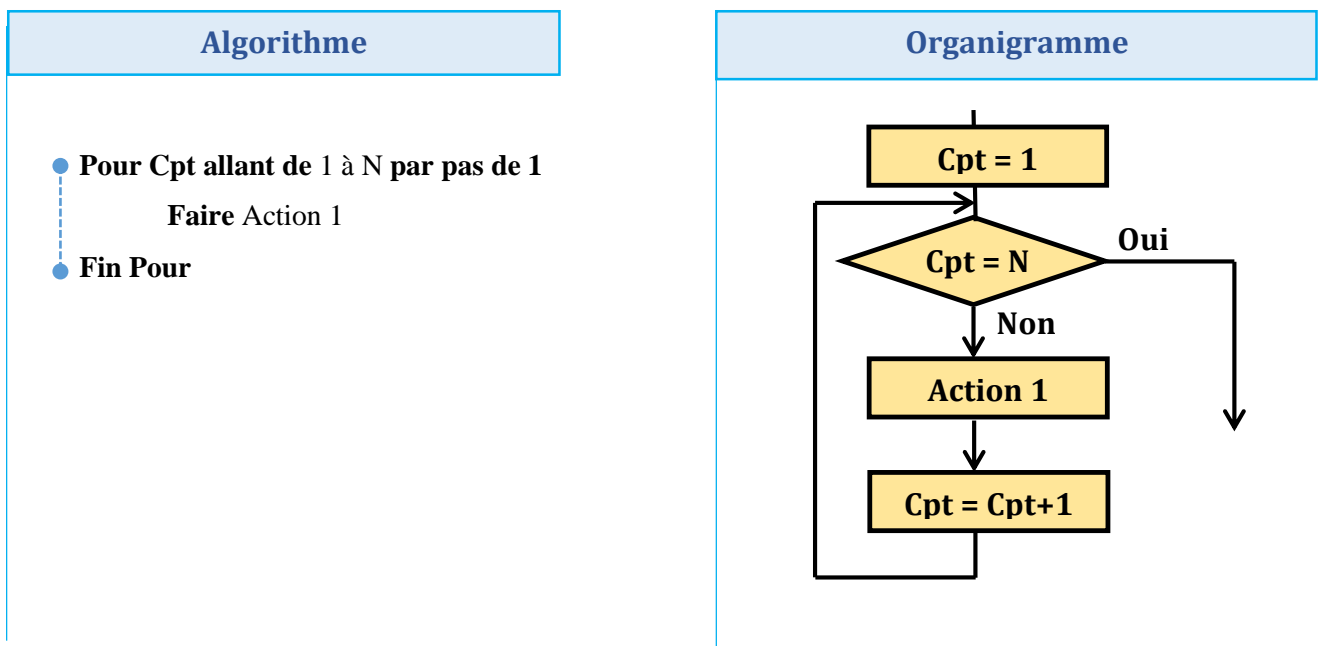 Algorithme
Pour Cpt allant de 1 à N par pas de 1
Faire Action 1
Fin Pour
Organigramme
Cpt = 1
Cpt = N
Oui
Non
Action 1
Cpt = Cpt+1